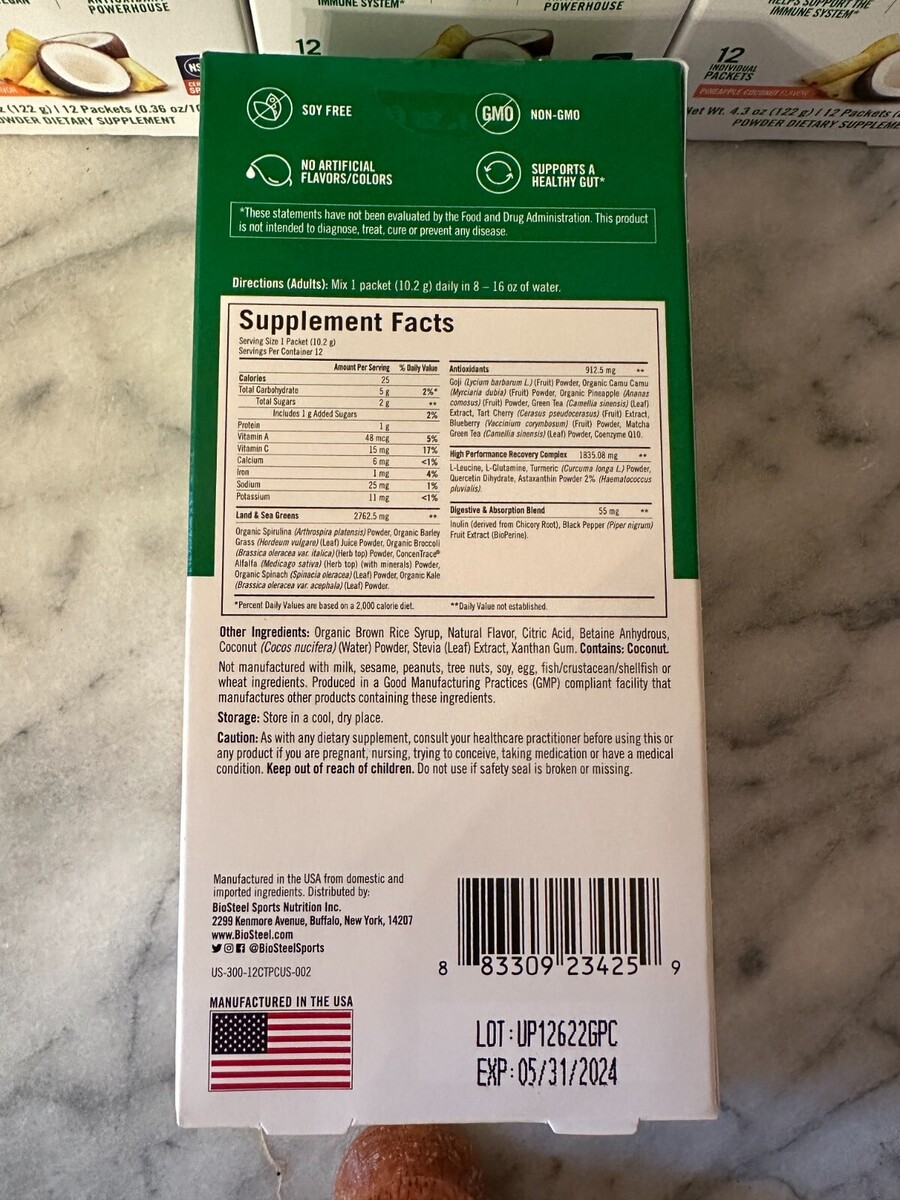 IMMUNE SYSTEM*
POWERHOUSE
HELPS SUPPORT THE
IMMUNE SYSTEM*
12
12
INDIVIDUAL
PACKETS
PINEAPPLE COCONUT FLAVOR
(122 g) | 12 Packets (0.36 oz/10
POWDER DIETARY SUPPLEMENT
Net Wt. 4.3 oz (122 g) | 12 Packets
POWDER DIETARY SUPPLEME
SOY FREE
GMO
NON-GMO
NO ARTIFICIAL
FLAVORS/COLORS
SUPPORTS A
HEALTHY GUT*
*These statements have not been evaluated by the Food and Drug Administration. This product
is not intended to diagnose, treat, cure or prevent any disease.
Directions (Adults): Mix 1 packet (10.2 g) daily in 8 – 16 oz of water.
Supplement Facts
Serving Size 1 Packet (10.2 g)
Servings Per Container 12
Amount Per Serving % Daily Value
Calories 25
Total Carbohydrate 5 g 2%*
Total Sugars 2 g **
Includes 1 g Added Sugars 2%
Protein 1 g
Vitamin A 48 mcg 5%
Vitamin C 15 mg 17%
Calcium 6 mg <1%
Iron 1 mg 4%
Sodium 25 mg 1%
Potassium 11 mg <1%
Land & Sea Greens 2762.5 mg **
Organic Spirulina (Arthrospira platensis) Powder, Organic Barley
Grass (Hordeum vulgare) (Leaf) Juice Powder, Organic Broccoli
(Brassica oleracea var. italica) (Herb top) Powder, ConcenTrace®
Alfalfa (Medicago sativa) (Herb top) (with minerals) Powder,
Organic Spinach (Spinacia oleracea) (Leaf) Powder, Organic Kale
(Brassica oleracea var. acephala) (Leaf) Powder.
Antioxidants 912.5 mg **
Goji (Lycium barbarum L.) (Fruit) Powder, Organic Camu Camu
(Myrciaria dubia) (Fruit) Powder, Organic Pineapple (Ananas
comosus) (Fruit) Powder, Green Tea (Camellia sinensis) (Leaf)
Extract, Tart Cherry (Cerasus pseudocerasus) (Fruit) Extract,
Blueberry (Vaccinium corymbosum) (Fruit) Powder, Matcha
Green Tea (Camellia sinensis) (Leaf) Powder, Coenzyme Q10.
High Performance Recovery Complex 1835.08 mg **
L-Leucine, L-Glutamine, Turmeric (Curcuma longa L.) Powder,
Quercetin Dihydrate, Astaxanthin Powder 2% (Haematococcus
pluvialis).
Digestive & Absorption Blend 55 mg **
Inulin (derived from Chicory Root), Black Pepper (Piper nigrum)
Fruit Extract (BioPerine).
*Percent Daily Values are based on a 2,000 calorie diet. **Daily Value not established.
Other Ingredients: Organic Brown Rice Syrup, Natural Flavor, Citric Acid, Betaine Anhydrous,
Coconut (Cocos nucifera) (Water) Powder, Stevia (Leaf) Extract, Xanthan Gum. Contains: Coconut.
Not manufactured with milk, sesame, peanuts, tree nuts, soy, egg, fish/crustacean/shellfish or
wheat ingredients. Produced in a Good Manufacturing Practices (GMP) compliant facility that
manufactures other products containing these ingredients.
Storage: Store in a cool, dry place.
Caution: As with any dietary supplement, consult your healthcare practitioner before using this or
any product if you are pregnant, nursing, trying to conceive, taking medication or have a medical
condition. Keep out of reach of children. Do not use if safety seal is broken or missing.
Manufactured in the USA from domestic and
imported ingredients. Distributed by:
BioSteel Sports Nutrition Inc.
2299 Kenmore Avenue, Buffalo, New York, 14207
www.BioSteel.com
@BioSteelSports
US-300-12CTPCUS-002
MANUFACTURED IN THE USA
8 83309 23425 9
LOT:UP12622GPC
EXP:05/31/2024